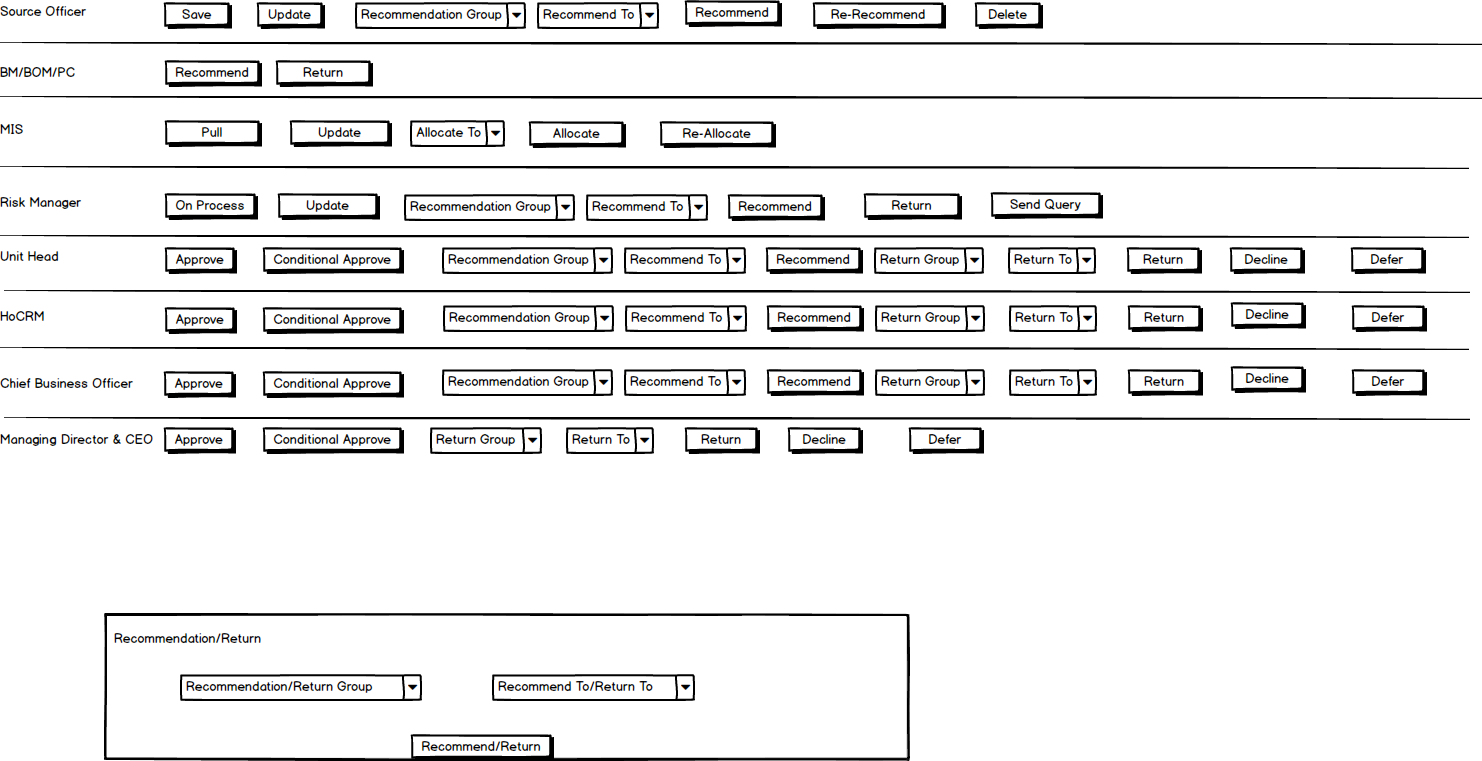 Source Officer Save Update Recommendation Group Recommend To Recommend Re-Recommend Delete
BM/BOM/PC Recommend Return
MIS Pull Update Allocate To Allocate Re-Allocate
Risk Manager On Process Update Recommendation Group Recommend To Recommend Return Send Query
Unit Head Approve Conditional Approve Recommendation Group Recommend To Recommend Return Group Return To Return Decline Defer
HoCRM Approve Conditional Approve Recommendation Group Recommend To Recommend Return Group Return To Return Decline Defer
Chief Business Officer Approve Conditional Approve Recommendation Group Recommend To Recommend Return Group Return To Return Decline Defer
Managing Director & CEO Approve Conditional Approve Return Group Return To Return Decline Defer
Recommendation/Return
Recommendation/Return Group Recommend To/Return To
Recommend/Return